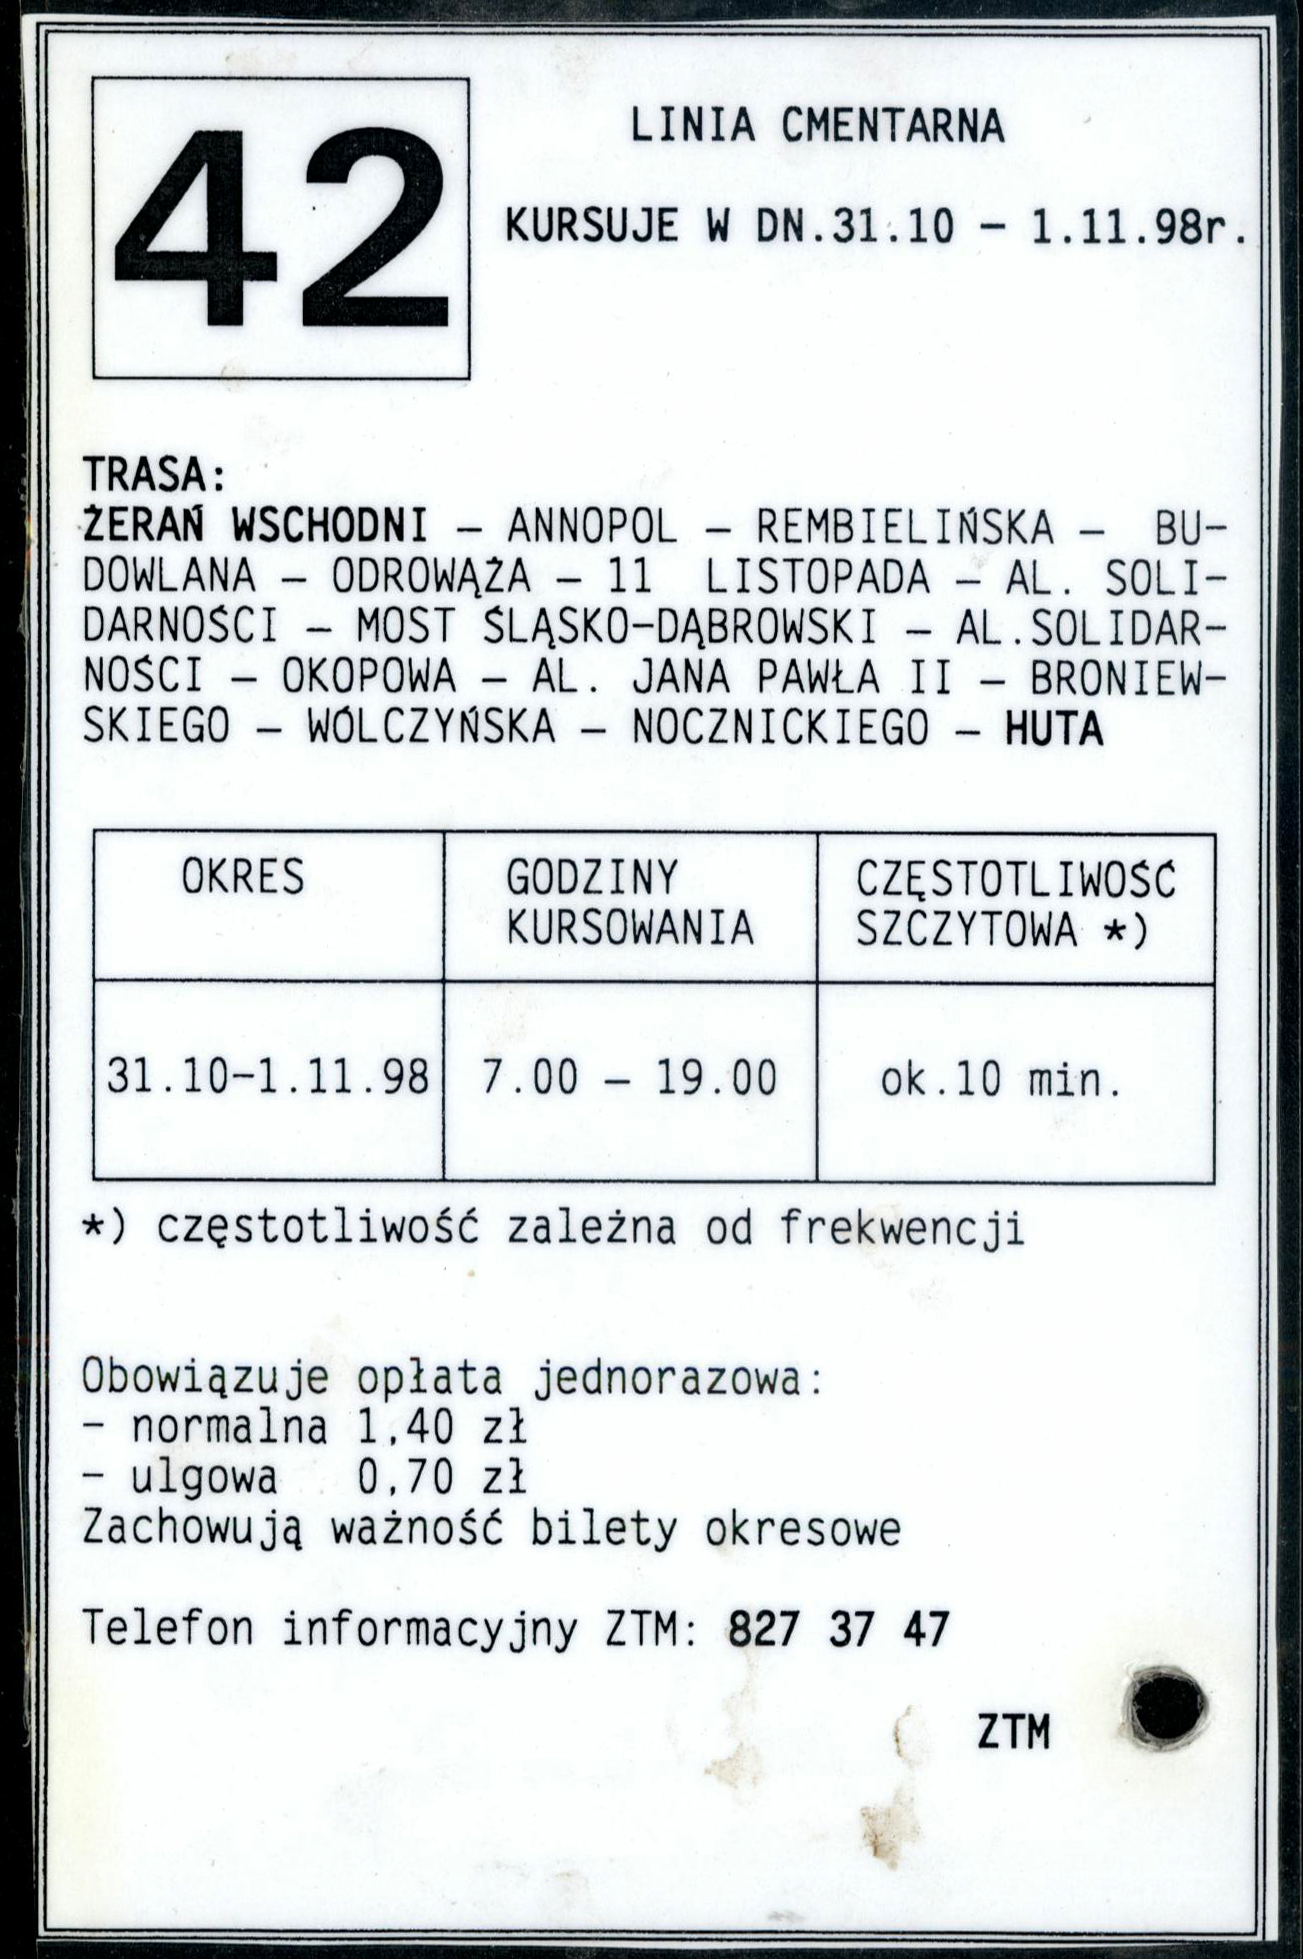 42
LINIA CMENTARNA
KURSUJE W DN.31.10 – 1.11.98r.
TRASA:
ŻERAŃ WSCHODNI – ANNOPOL – REMBIELIŃSKA – BU-
DOWLANA – ODROWĄŻA – 11 LISTOPADA – AL. SOLI-
DARNOŚCI – MOST ŚLĄSKO-DĄBROWSKI – AL.SOLIDAR-
NOŚCI – OKOPOWA – AL. JANA PAWŁA II – BRONIEW-
SKIEGO – WÓLCZYŃSKA – NOCZNICKIEGO – HUTA
OKRES
GODZINY
KURSOWANIA
CZĘSTOTLIWOŚĆ
SZCZYTOWA *)
31.10-1.11.98
7.00 – 19.00
ok.10 min.
*) częstotliwość zależna od frekwencji
Obowiązuje opłata jednorazowa:
– normalna 1,40 zł
– ulgowa 0,70 zł
Zachowują ważność bilety okresowe
Telefon informacyjny ZTM: 827 37 47
ZTM